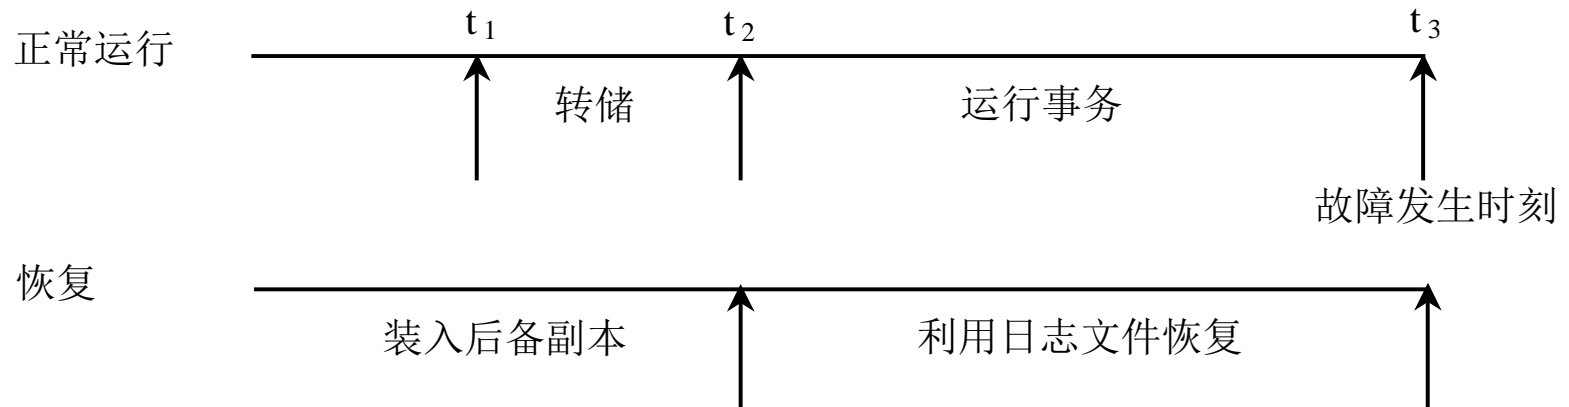 t1 t2 t3
正常运行
转储 运行事务
故障发生时刻
恢复
装入后备副本 利用日志文件恢复